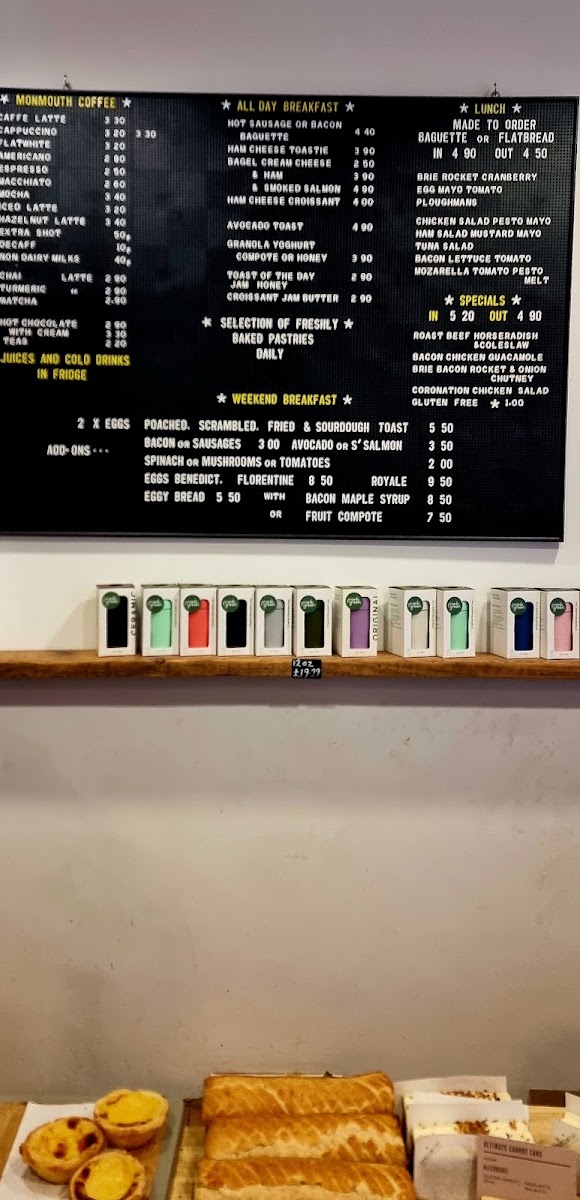 ★ MONMOUTH COFFEE ★
CAFFE LATTE 3 30
CAPPUCCINO 3 20 3 30
FLATWHITE 3 20
AMERICANO 2 80
ESPRESSO 2 50
MACCHIATO 2 60
MOCHA 3 40
ICED LATTE 3 20
HAZELNUT LATTE 3 40
EXTRA SHOT 50p
DECAFF 10p
NON DAIRY MILKS 40p
CHAI LATTE 2 90
TURMERIC " 2 90
MATCHA 2·90
HOT CHOCOLATE 2 90
WITH CREAM 3 30
TEAS 2 20
JUICES AND COLD DRINKS
IN FRIDGE
★ ALL DAY BREAKFAST ★
HOT SAUSAGE OR BACON
BAGUETTE 4 40
HAM CHEESE TOASTIE 3 90
BAGEL CREAM CHEESE 2 50
& HAM 3 90
& SMOKED SALMON 4 90
HAM CHEESE CROISSANT 4 00
AVOCADO TOAST 4 90
GRANOLA YOGHURT
COMPOTE OR HONEY 3 90
TOAST OF THE DAY 2 90
JAM HONEY
CROISSANT JAM BUTTER 2 90
★ SELECTION OF FRESHLY ★
BAKED PASTRIES
DAILY
★ LUNCH ★
MADE TO ORDER
BAGUETTE OR FLATBREAD
IN 4 90 OUT 4 50
BRIE ROCKET CRANBERRY
EGG MAYO TOMATO
PLOUGHMANS
CHICKEN SALAD PESTO MAYO
HAM SALAD MUSTARD MAYO
TUNA SALAD
BACON LETTUCE TOMATO
MOZARELLA TOMATO PESTO
MELT
★ SPECIALS ★
IN 5 20 OUT 4 90
ROAST BEEF HORSERADISH
&COLESLAW
BACON CHICKEN GUACAMOLE
BRIE BACON ROCKET & ONION
CHUTNEY
CORONATION CHICKEN SALAD
GLUTEN FREE ★ 1·00
★ WEEKEND BREAKFAST ★
2 X EGGS POACHED. SCRAMBLED. FRIED & SOURDOUGH TOAST 5 50
ADD-ONS··· BACON OR SAUSAGES 3 00 AVOCADO OR S'SALMON 3 50
SPINACH OR MUSHROOMS OR TOMATOES 2 00
EGGS BENEDICT. FLORENTINE 8 50 ROYALE 9 50
EGGY BREAD 5 50 WITH BACON MAPLE SYRUP 8 50
OR FRUIT COMPOTE 7 50
CERAMIC
ORIGINAL
12oz
£19.99
ULTIMATE CARROT CAKE
ALLERGENS